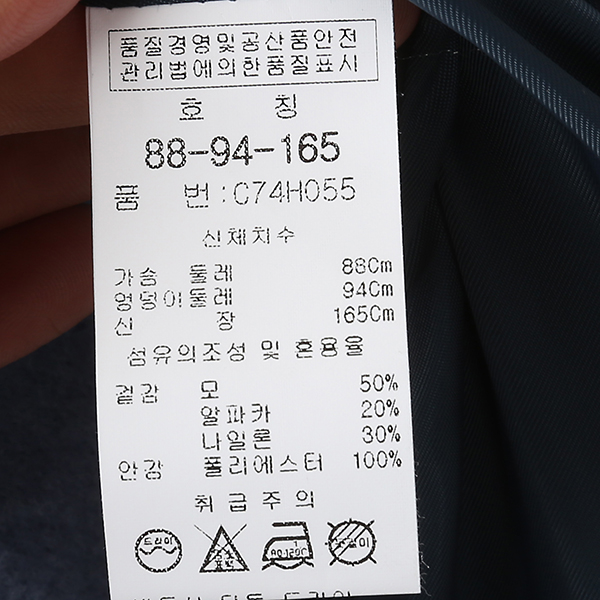 품질경영및공산품안전
관리법에의한품질표시
호 칭
88-94-165
품 번:C74H055
신체치수
가슴 둘레 88Cm
엉덩이둘레 94Cm
신 장 165Cm
섬유의조성 및 혼용율
겉감 모 50%
알파카 20%
나일론 30%
안감 폴리에스터 100%
취급주의
드라이